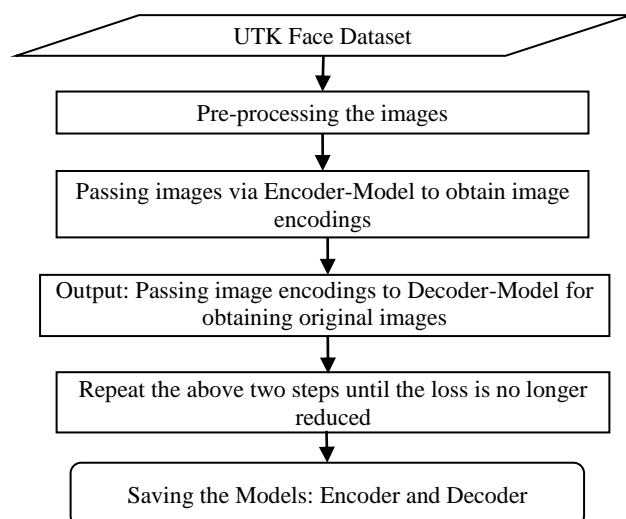 UTK Face Dataset
Pre-processing the images
Passing images via Encoder-Model to obtain image
encodings
Output: Passing image encodings to Decoder-Model for
obtaining original images
Repeat the above two steps until the loss is no longer
reduced
Saving the Models: Encoder and Decoder